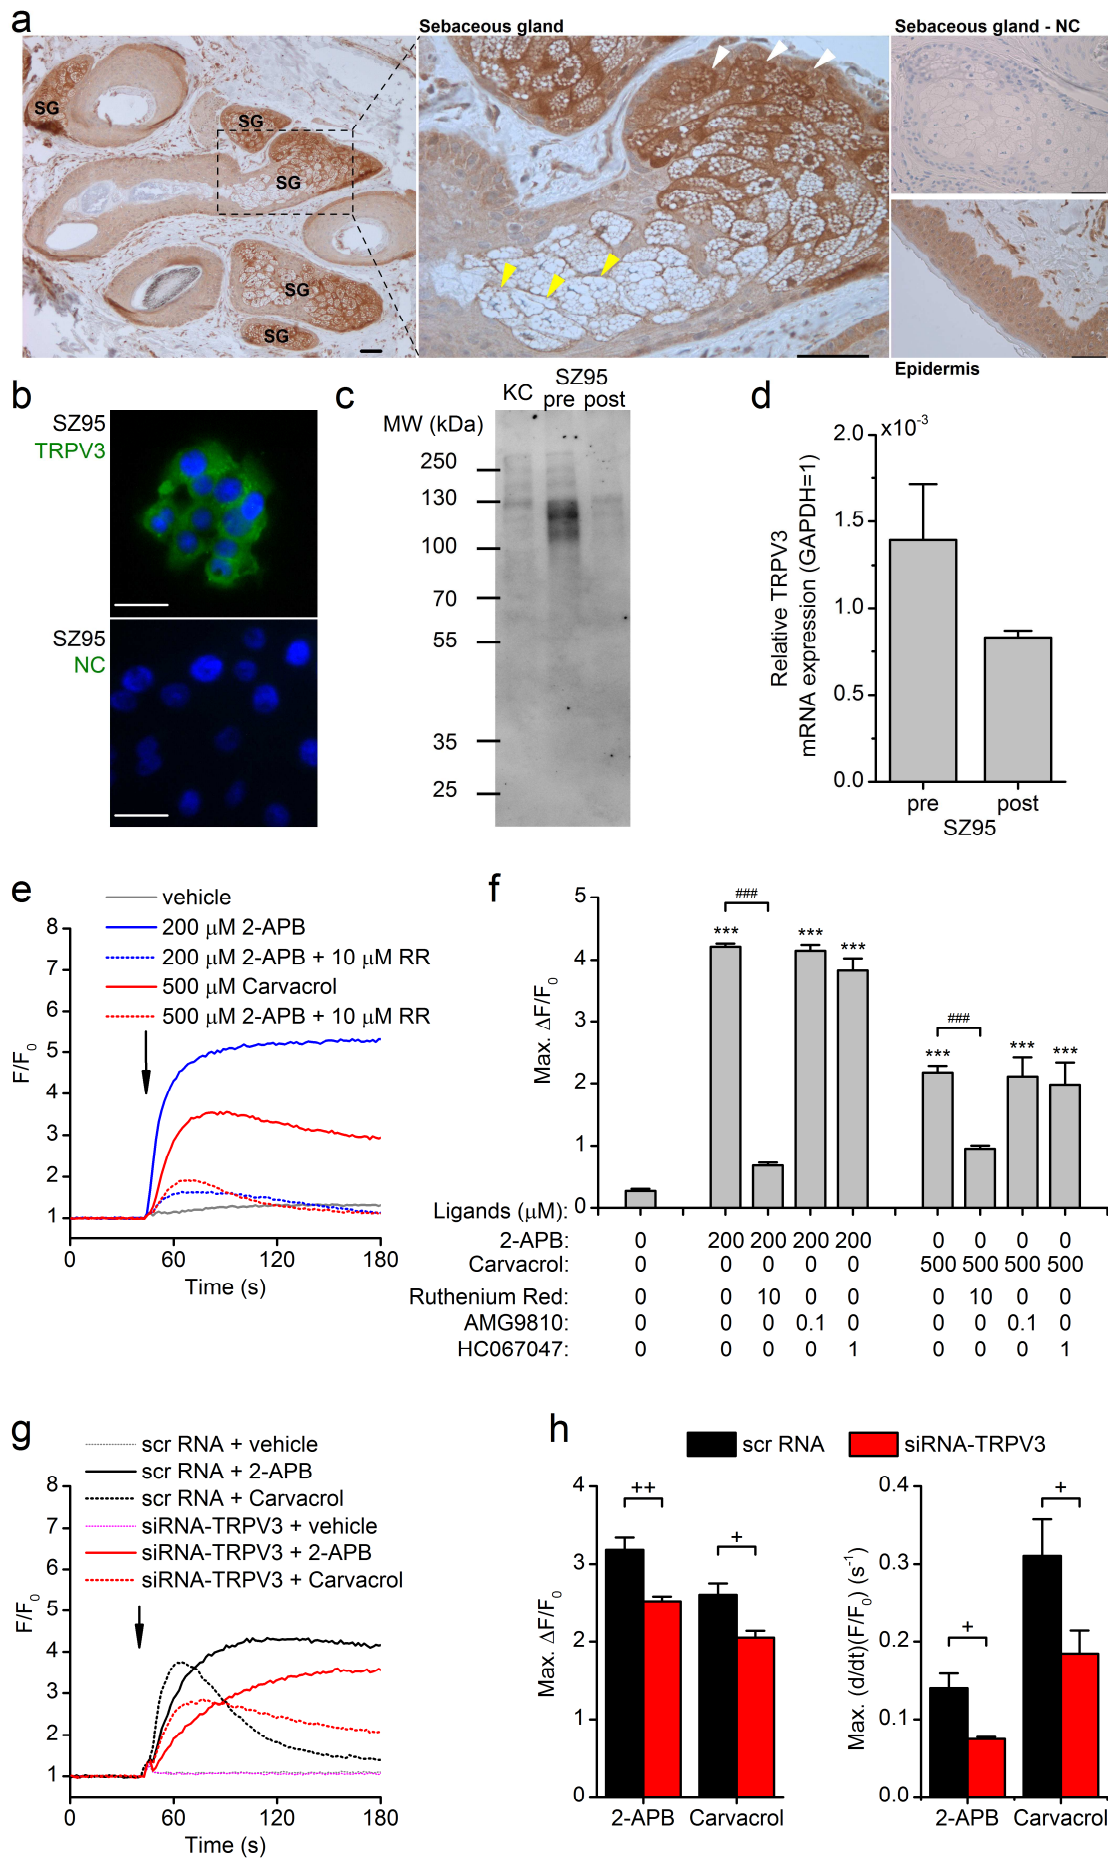 a
Sebaceous gland
Sebaceous gland - NC
SG
SG
SG
SG
SG
Epidermis
b
SZ95
TRPV3
SZ95
NC
c
SZ95
KC pre post
MW (kDa)
250
130
100
70
55
35
25
d
x10-3
2.0
1.5
1.0
0.5
0.0
Relative TRPV3
mRNA expression (GAPDH=1)
pre post
SZ95
e
vehicle
200 μM 2-APB
200 μM 2-APB + 10 μM RR
500 μM Carvacrol
500 μM 2-APB + 10 μM RR
8
7
6
5
4
3
2
1
F/F0
0 60 120 180
Time (s)
f
5
4
3
2
1
0
Max. ΔF/F0
###
*** *** ***
###
*** *** ***
Ligands (μM):
2-APB: 0 200 200 200 200 0 0 0 0
Carvacrol: 0 0 0 0 0 500 500 500 500
Ruthenium Red: 0 0 10 0 0 0 10 0 0
AMG9810: 0 0 0 0.1 0 0 0 0.1 0
HC067047: 0 0 0 0 1 0 0 0 1
g
scr RNA + vehicle
scr RNA + 2-APB
scr RNA + Carvacrol
siRNA-TRPV3 + vehicle
siRNA-TRPV3 + 2-APB
siRNA-TRPV3 + Carvacrol
8
7
6
5
4
3
2
1
F/F0
0 60 120 180
Time (s)
h
scr RNA siRNA-TRPV3
4
3
2
1
0
Max. ΔF/F0
++
+
2-APB Carvacrol
0.4
0.3
0.2
0.1
0.0
Max. (d/dt)(F/F0) (s-1)
+
+
2-APB Carvacrol